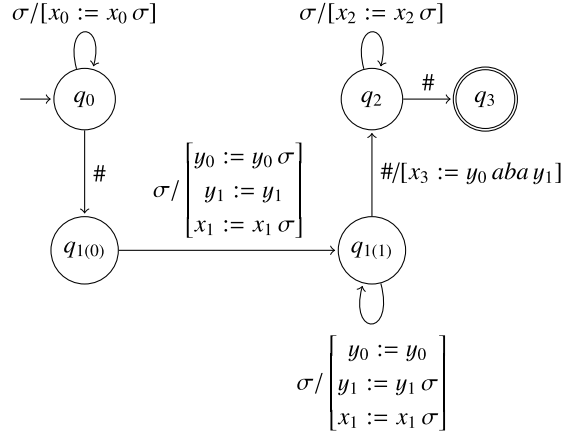 σ/[x₀ := x₀ σ]
σ/[x₂ := x₂ σ]
q₀
q₂
#
q₃
#
σ/ [y₀ := y₀ σ
y₁ := y₁
x₁ := x₁ σ]
#/[x₃ := y₀ aba y₁]
q₁₍₀₎
q₁₍₁₎
σ/ [y₀ := y₀
y₁ := y₁ σ
x₁ := x₁ σ]